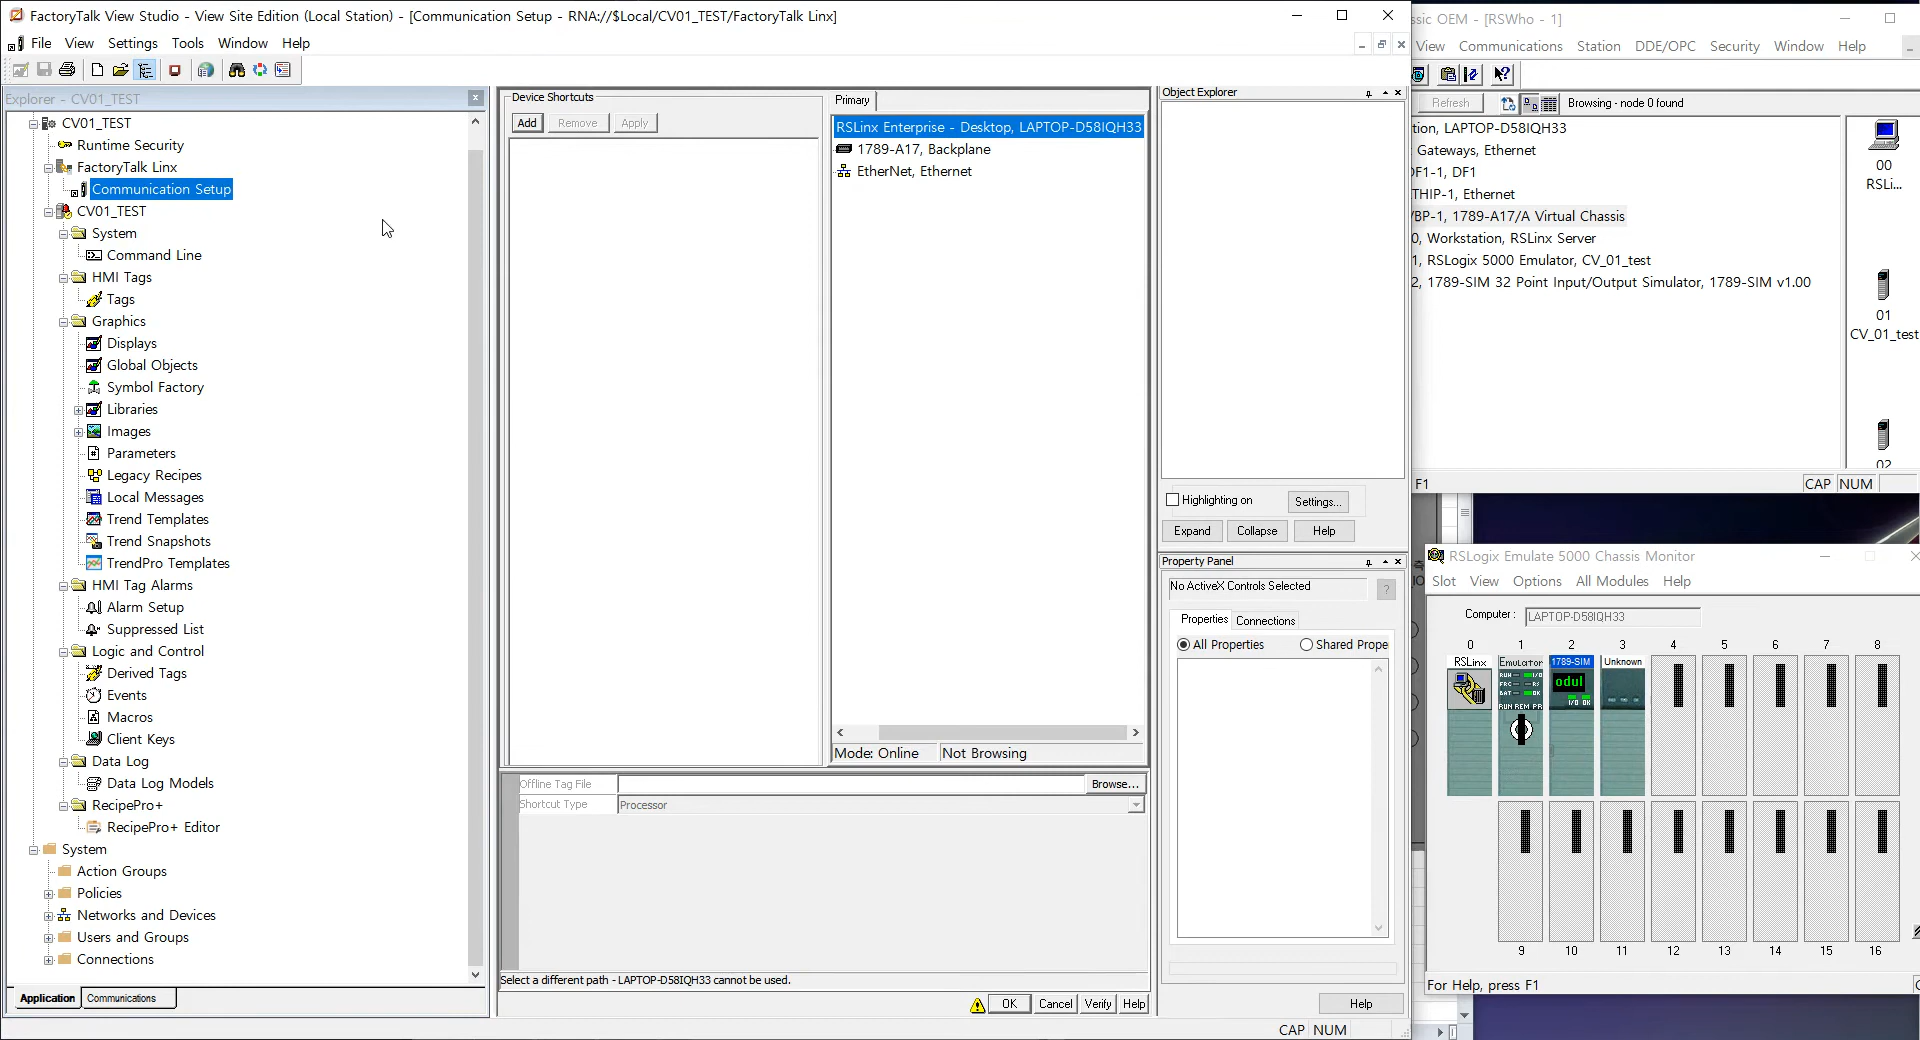 FactoryTalk View Studio - View Site Edition (Local Station) - [Communication Setup - RNA://$Local/CV01_TEST/FactoryTalk Linx]
File View Settings Tools Window Help
Explorer - CV01_TEST
CV01_TEST
Runtime Security
FactoryTalk Linx
Communication Setup
CV01_TEST
System
Command Line
HMI Tags
Tags
Graphics
Displays
Global Objects
Symbol Factory
Libraries
Images
Parameters
Legacy Recipes
Local Messages
Trend Templates
Trend Snapshots
TrendPro Templates
HMI Tag Alarms
Alarm Setup
Suppressed List
Logic and Control
Derived Tags
Events
Macros
Client Keys
Data Log
Data Log Models
RecipePro+
RecipePro+ Editor
System
Action Groups
Policies
Networks and Devices
Users and Groups
Connections
Application Communications
Device Shortcuts
Add Remove Apply
Primary
RSLinx Enterprise - Desktop, LAPTOP-D58IQH33
1789-A17, Backplane
EtherNet, Ethernet
Mode: Online Not Browsing
Offline Tag File Browse...
Shortcut Type Processor
Select a different path - LAPTOP-D58IQH33 cannot be used.
OK Cancel Verify Help
Object Explorer
Highlighting on Settings...
Expand Collapse Help
Property Panel
No ActiveX Controls Selected ?
Properties Connections
All Properties Shared Prope
Help
CAP NUM
ssic OEM - [RSWho - 1]
View Communications Station DDE/OPC Security Window Help
Refresh Browsing - node 0 found
tion, LAPTOP-D58IQH33
Gateways, Ethernet
DF1-1, DF1
THIP-1, Ethernet
/BP-1, 1789-A17/A Virtual Chassis
0, Workstation, RSLinx Server
1, RSLogix 5000 Emulator, CV_01_test
2, 1789-SIM 32 Point Input/Output Simulator, 1789-SIM v1.00
00
RSLi...
01
CV_01_test
02
F1 CAP NUM
RSLogix Emulate 5000 Chassis Monitor
Slot View Options All Modules Help
Computer : LAPTOP-D58IQH33
0 1 2 3 4 5 6 7 8
RSLinx Emulator 1789-SIM Unknown
RUN I/O
FRC RS
BAT OK
RUN REM PR
odul
I/O OK
9 10 11 12 13 14 15 16
For Help, press F1